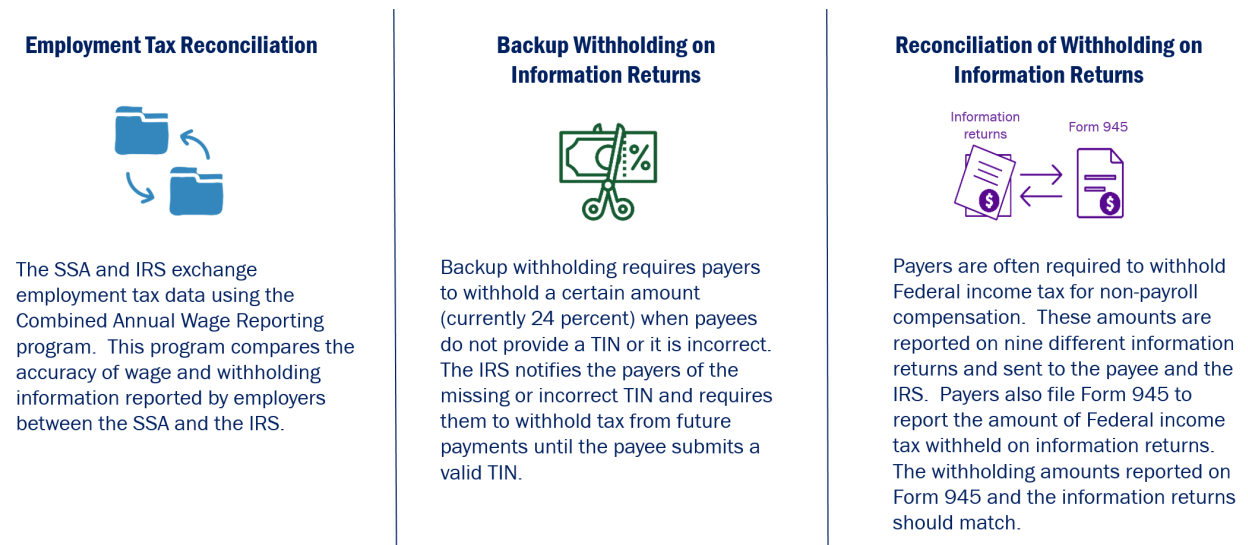 Employment Tax Reconciliation
The SSA and IRS exchange
employment tax data using the
Combined Annual Wage Reporting
program.  This program compares the
accuracy of wage and withholding
information reported by employers
between the SSA and the IRS.
Backup Withholding on
Information Returns
%
Backup withholding requires payers
to withhold a certain amount
(currently 24 percent) when payees
do not provide a TIN or it is incorrect.
The IRS notifies the payers of the
missing or incorrect TIN and requires
them to withhold tax from future
payments until the payee submits a
valid TIN.
Reconciliation of Withholding on
Information Returns
Information
returns
Form 945
$
$
Payers are often required to withhold
Federal income tax for non-payroll
compensation.  These amounts are
reported on nine different information
returns and sent to the payee and the
IRS.  Payers also file Form 945 to
report the amount of Federal income
tax withheld on information returns.
The withholding amounts reported on
Form 945 and the information returns
should match.